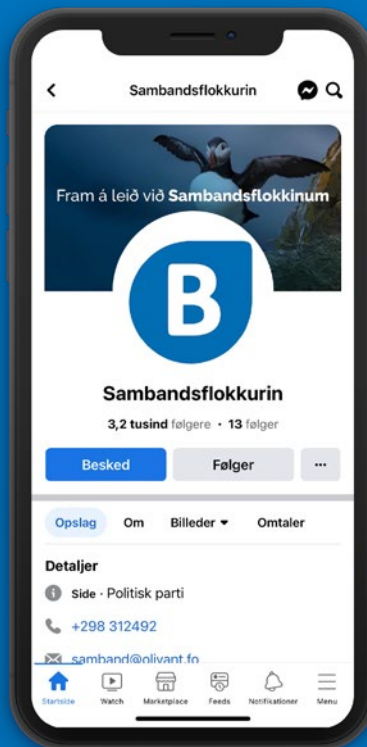 Sambandsflokkurin
Fram á leið við Sambandsflokkinum
B
Sambandsflokkurin
3,2 tusind følgere · 13 følger
Besked
Følger
Opslag
Om
Billeder
Omtaler
Detaljer
Side · Politisk parti
+298 312492
samband@olivant.fo
Startside
Watch
Marketplace
Feeds
Notifikationer
Menu